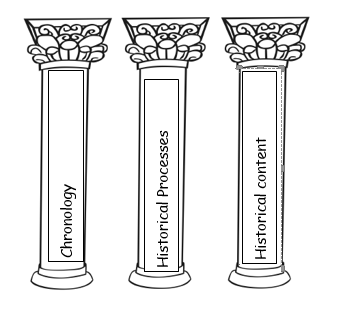 Chronology
Historical Processes
Historical content